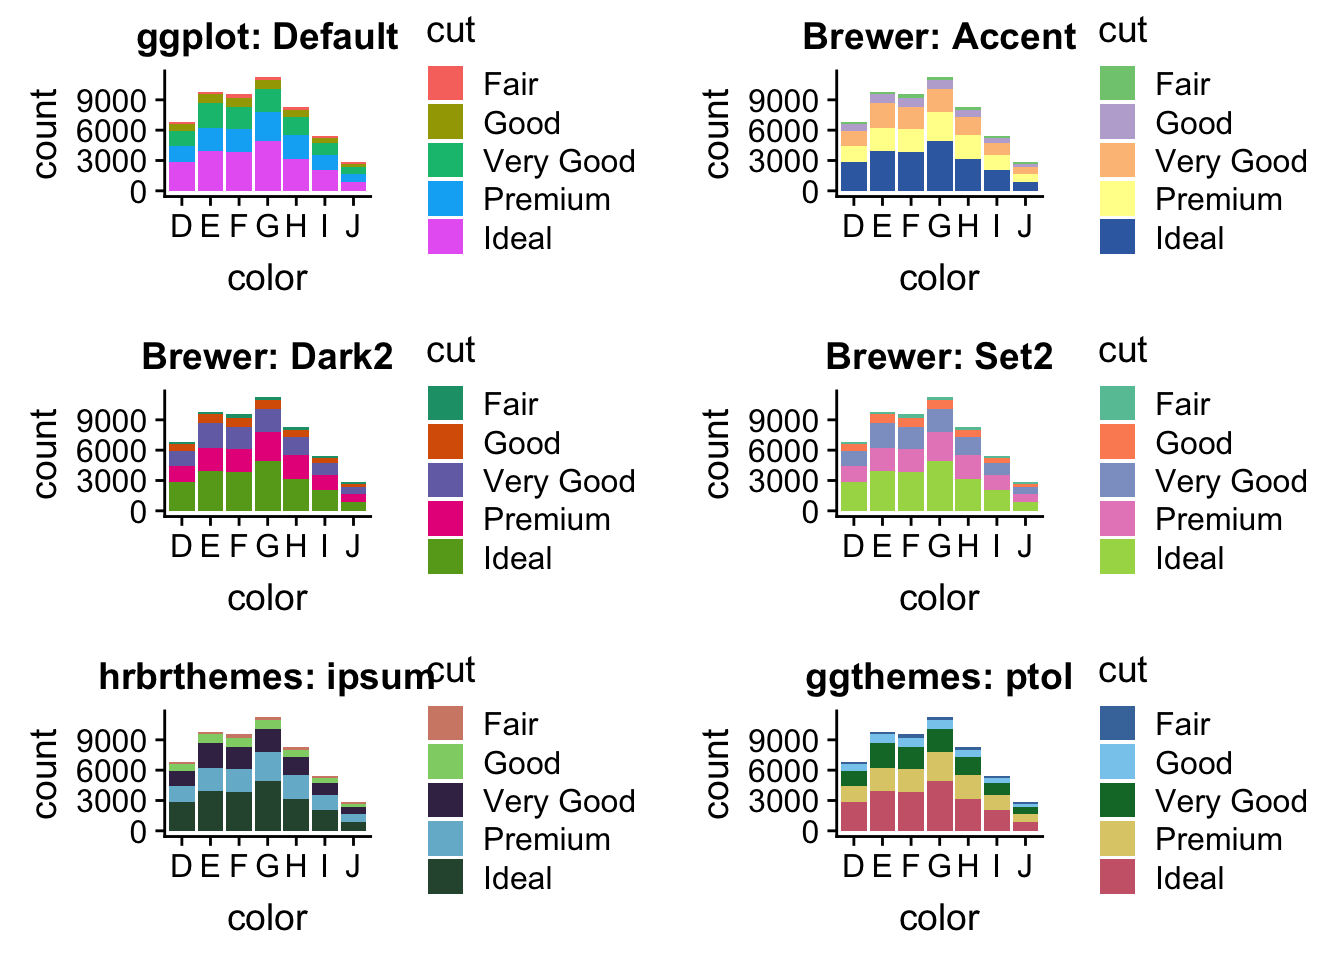 ggplot: Default
cut
Fair
Good
Very Good
Premium
Ideal
count
9000
6000
3000
0
D E F G H I J
color
Brewer: Accent
cut
Fair
Good
Very Good
Premium
Ideal
count
9000
6000
3000
0
D E F G H I J
color
Brewer: Dark2
cut
Fair
Good
Very Good
Premium
Ideal
count
9000
6000
3000
0
D E F G H I J
color
Brewer: Set2
cut
Fair
Good
Very Good
Premium
Ideal
count
9000
6000
3000
0
D E F G H I J
color
hrbrthemes: ipsum
cut
Fair
Good
Very Good
Premium
Ideal
count
9000
6000
3000
0
D E F G H I J
color
ggthemes: ptol
cut
Fair
Good
Very Good
Premium
Ideal
count
9000
6000
3000
0
D E F G H I J
color